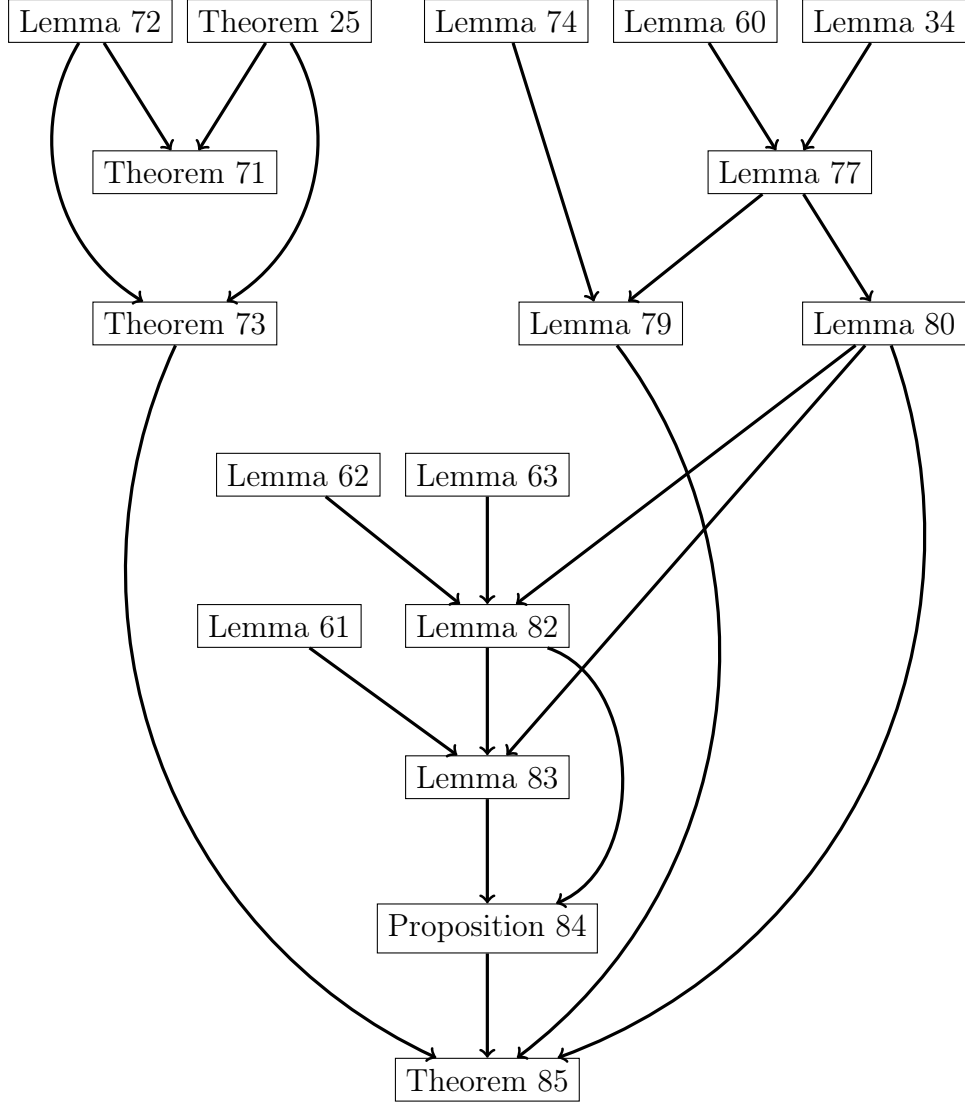 Lemma 72
Theorem 25
Lemma 74
Lemma 60
Lemma 34
Theorem 71
Lemma 77
Theorem 73
Lemma 79
Lemma 80
Lemma 62
Lemma 63
Lemma 61
Lemma 82
Lemma 83
Proposition 84
Theorem 85